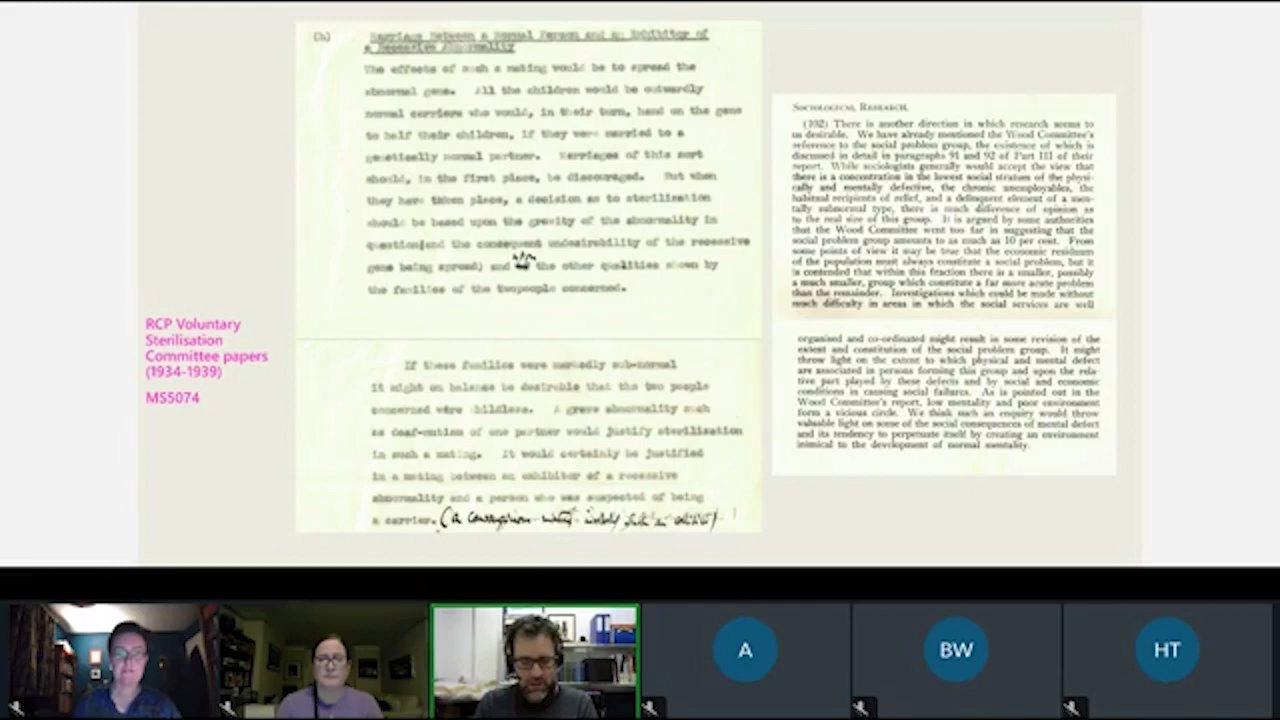 (h) Marriage Between a Normal Person and an Exhibitor of
a Recessive Abnormality
The effects of such a mating would be to spread the
abnormal gene. All the children would be outwardly
normal carriers who would, in their turn, hand on the gene
to half their children, if they were married to a
genetically normal partner. Marriages of this sort
should, in the first place, be discouraged. But when
they have taken place, a decision as to sterilisation
should be based upon the gravity of the abnormality in
question(and the consequent undesirability of the recessive
gene being spread) and the other qualities shown by
the families of the twopeople concerned.
If these families were markedly sub-normal
it might on balance be desirable that the two people
concerned were childless. A grave abnormality such
as deaf-mutism of one partner would justify sterilisation
in such a mating. It would certainly be justified
in a mating between an exhibitor of a recessive
abnormality and a person who was suspected of being
a carrier. (a
RCP Voluntary
Sterilisation
Committee papers
(1934-1939)
MS5074
SOCIOLOGICAL RESEARCH.
(102) There is another direction in which research seems to
us desirable. We have already mentioned the Wood Committee's
reference to the social problem group, the existence of which is
discussed in detail in paragraphs 91 and 92 of Part III of their
report. While sociologists generally would accept the view that
there is a concentration in the lowest social stratum of the physi-
cally and mentally defective, the chronic unemployables, the
habitual recipients of relief, and a delinquent element of a men-
tally subnormal type, there is much difference of opinion as
to the real size of this group. It is argued by some authorities
that the Wood Committee went too far in suggesting that the
social problem group amounts to as much as 10 per cent. From
some points of view it may be true that the economic residuum
of the population must always constitute a social problem, but it
is contended that within this fraction there is a smaller, possibly
a much smaller, group which constitute a far more acute problem
than the remainder. Investigations which could be made without
much difficulty in areas in which the social services are well
organised and co-ordinated might result in some revision of the
extent and constitution of the social problem group. It might
throw light on the extent to which physical and mental defect
are associated in persons forming this group and upon the rela-
tive part played by these defects and by social and economic
conditions in causing social failures. As is pointed out in the
Wood Committee's report, low mentality and poor environment
form a vicious circle. We think such an enquiry would throw
valuable light on some of the social consequences of mental defect
and its tendency to perpetuate itself by creating an environment
inimical to the development of normal mentality.
A
BW
HT